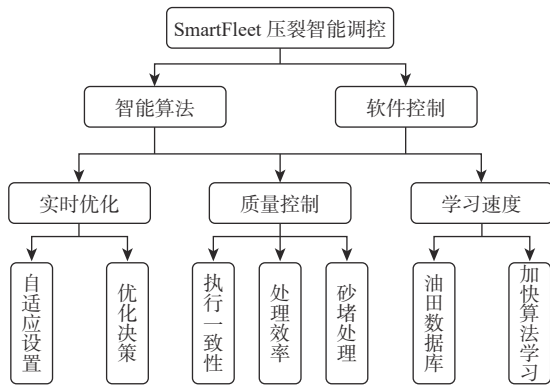 SmartFleet 压裂智能调控
智能算法
软件控制
实时优化
质量控制
学习速度
自适应设置
优化决策
执行一致性
处理效率
砂堵处理
油田数据库
加快算法学习